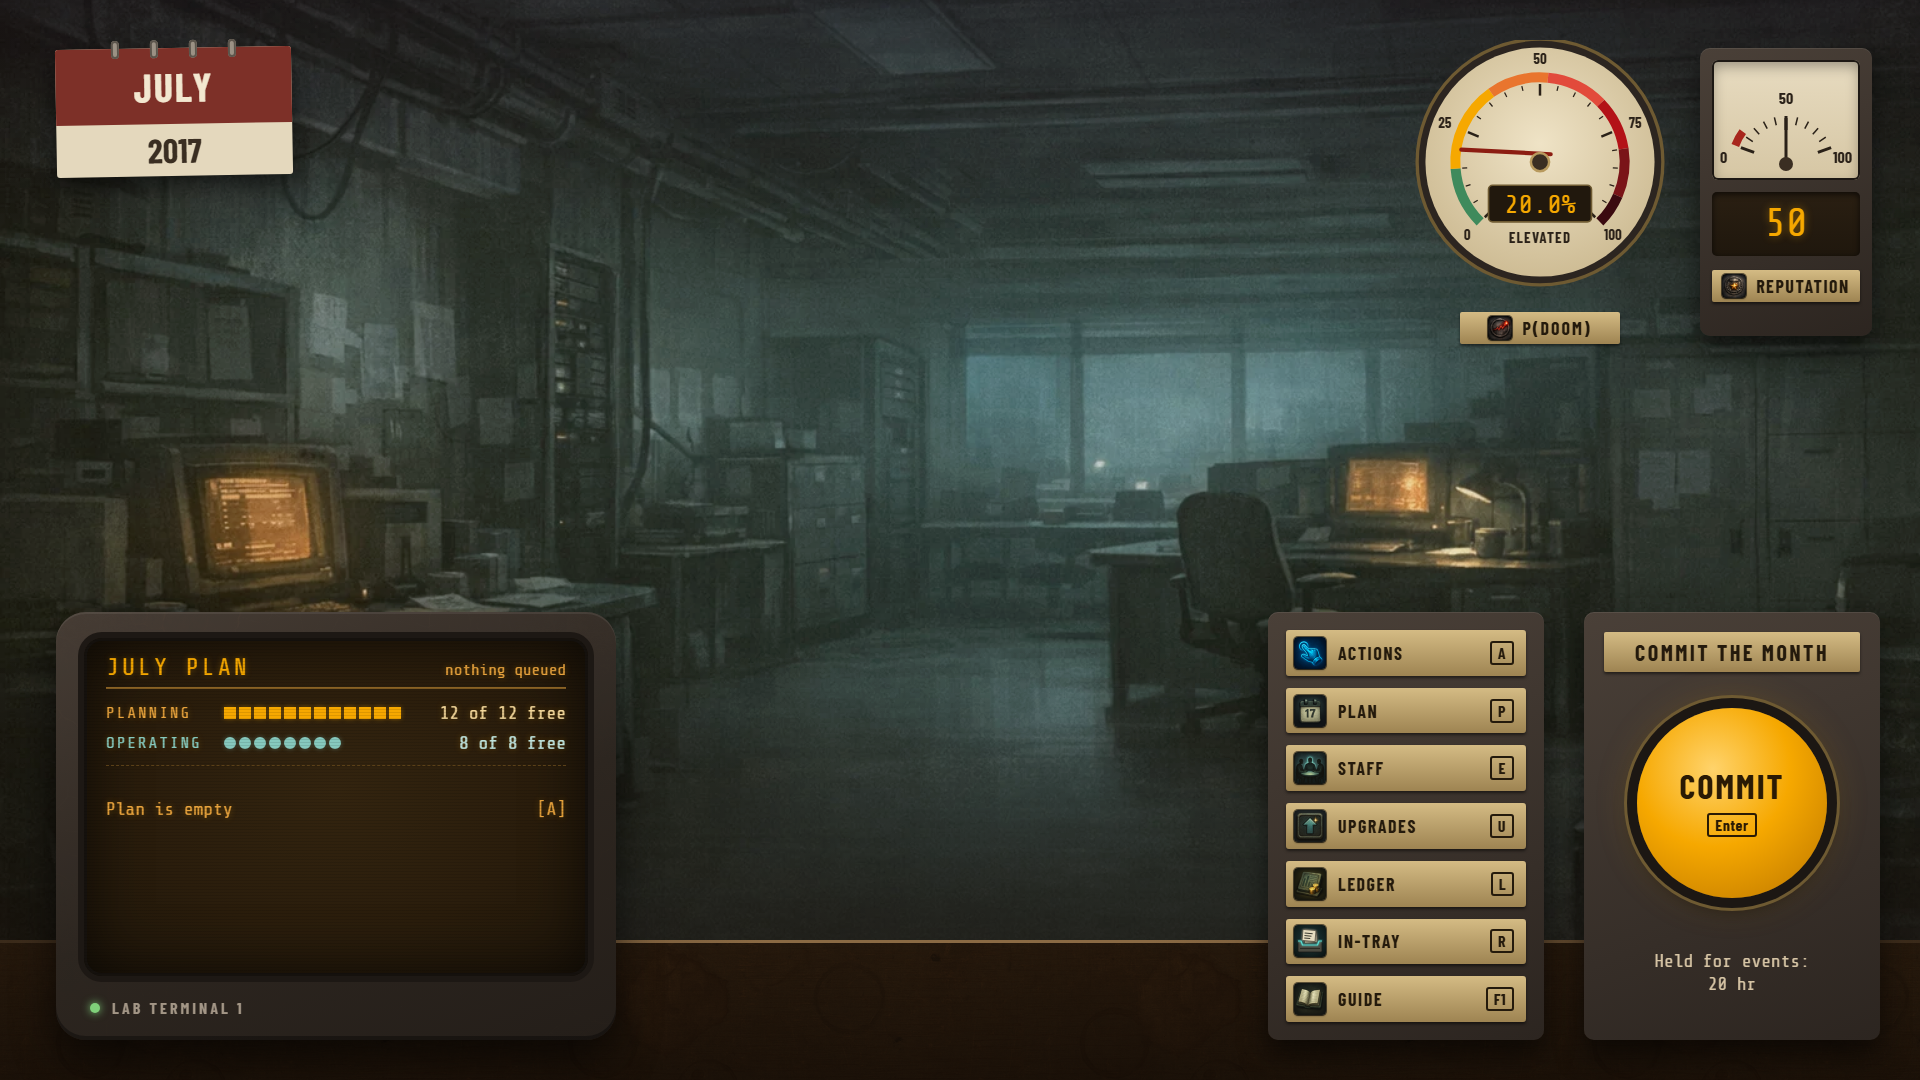 JULY
2017
50
25
75
20.0%
0
ELEVATED
100
P(DOOM)
50
0
100
50
REPUTATION
JULY PLAN
nothing queued
PLANNING
12 of 12 free
OPERATING
8 of 8 free
Plan is empty
[A]
LAB TERMINAL 1
ACTIONS A
PLAN P
17
STAFF E
UPGRADES U
LEDGER L
IN-TRAY R
GUIDE F1
COMMIT THE MONTH
COMMIT
Enter
Held for events:
20 hr